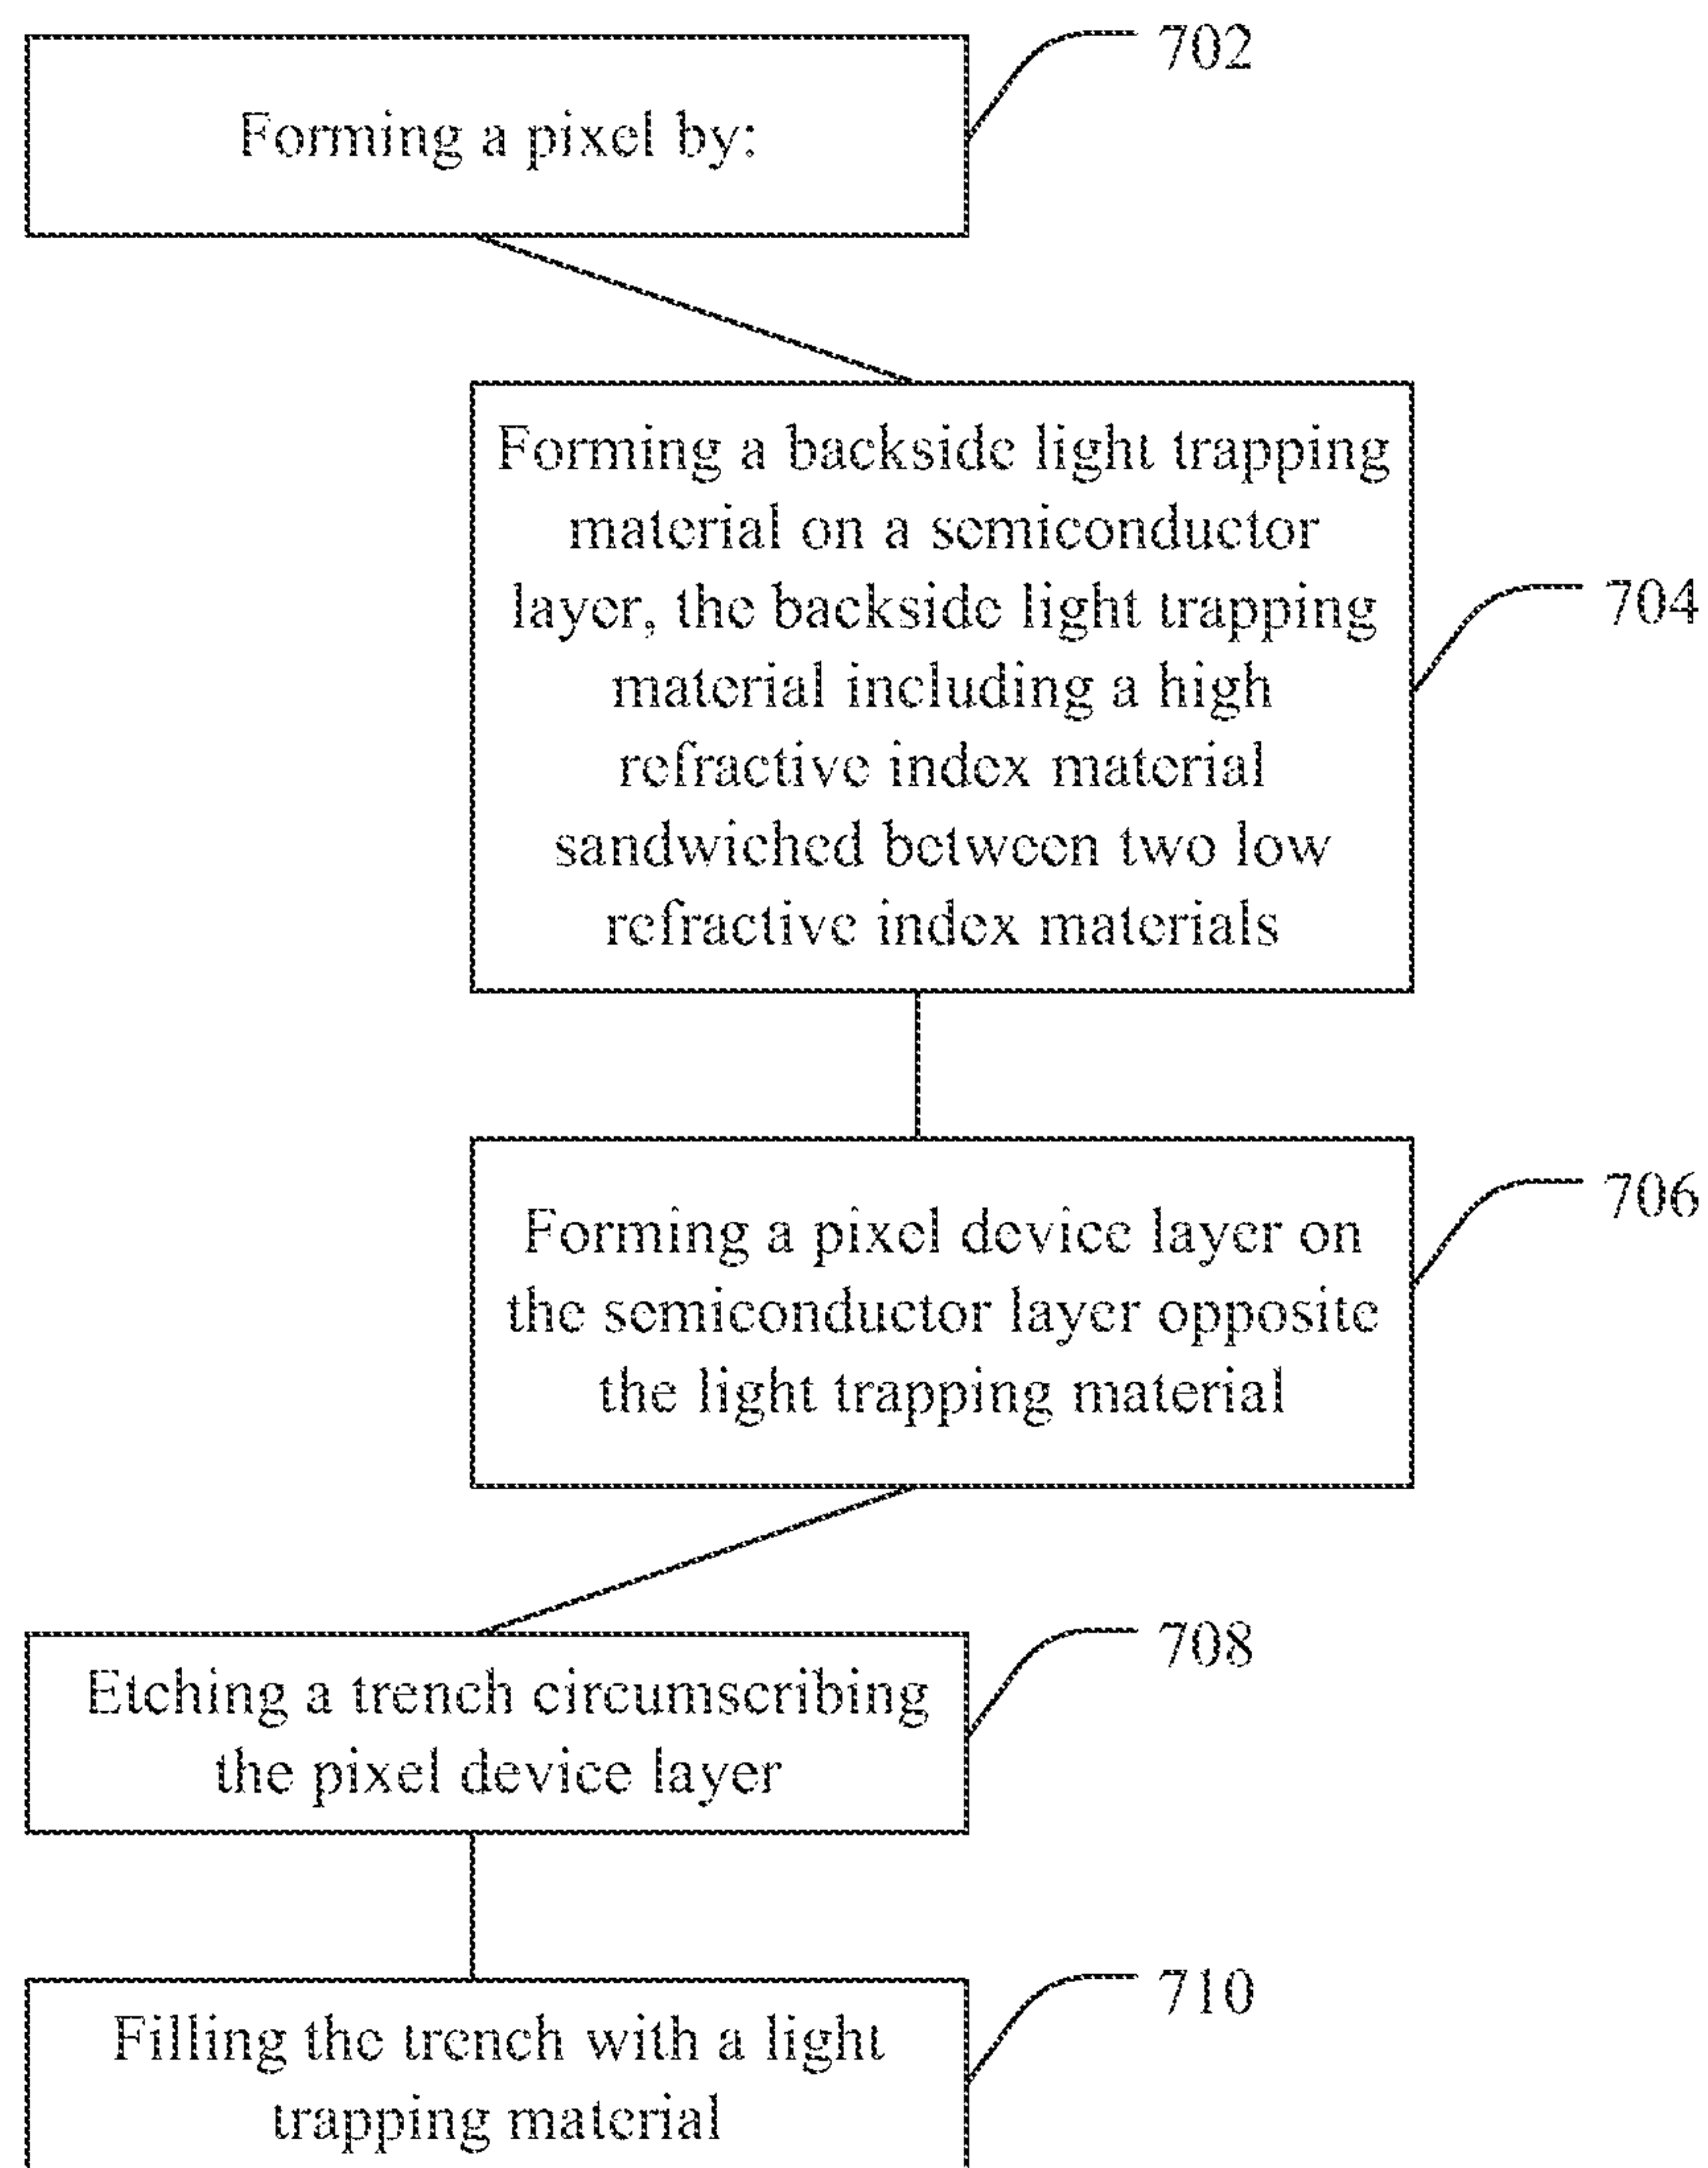 702
Forming a pixel by:
Forming a backside light trapping
material on a semiconductor
layer, the backside light trapping
material including a high
refractive index material
sandwiched between two low
refractive index materials
704
Forming a pixel device layer on
the semiconductor layer opposite
the light trapping material
706
Etching a trench circumscribing
the pixel device layer
708
Filling the trench with a light
trapping material
710